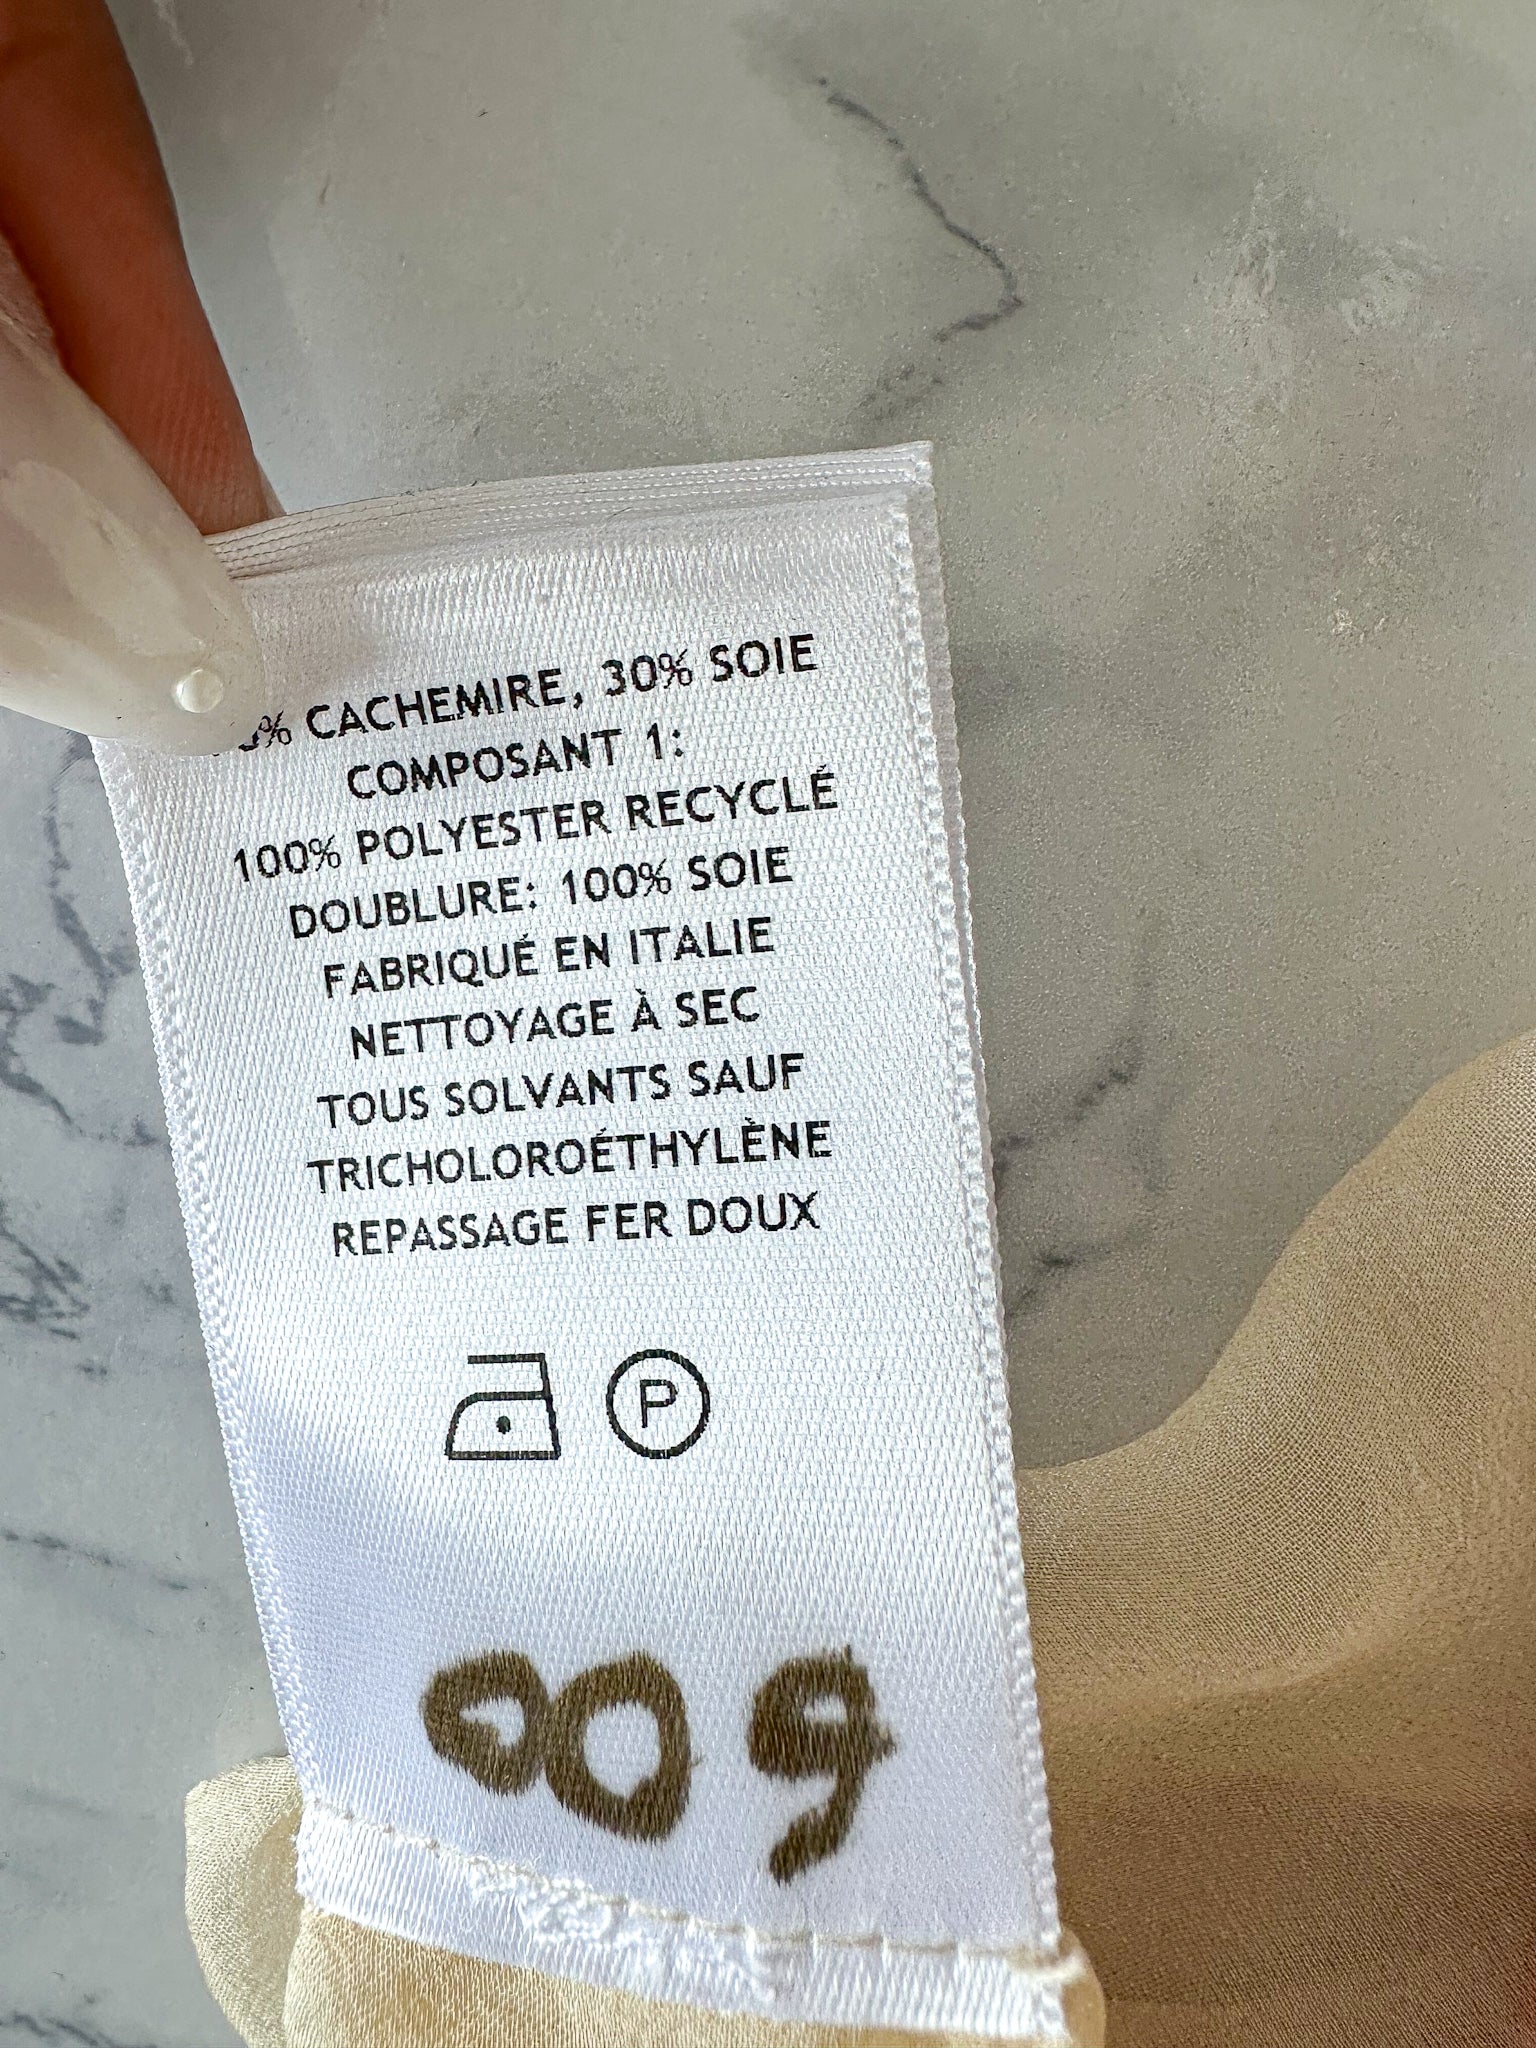 % CACHEMIRE, 30% SOIE
COMPOSANT 1:
100% POLYESTER RECYCLÉ
DOUBLURE: 100% SOIE
FABRIQUÉ EN ITALIE
NETTOYAGE À SEC
TOUS SOLVANTS SAUF
TRICHOLOROÉTHYLÈNE
REPASSAGE FER DOUX
P